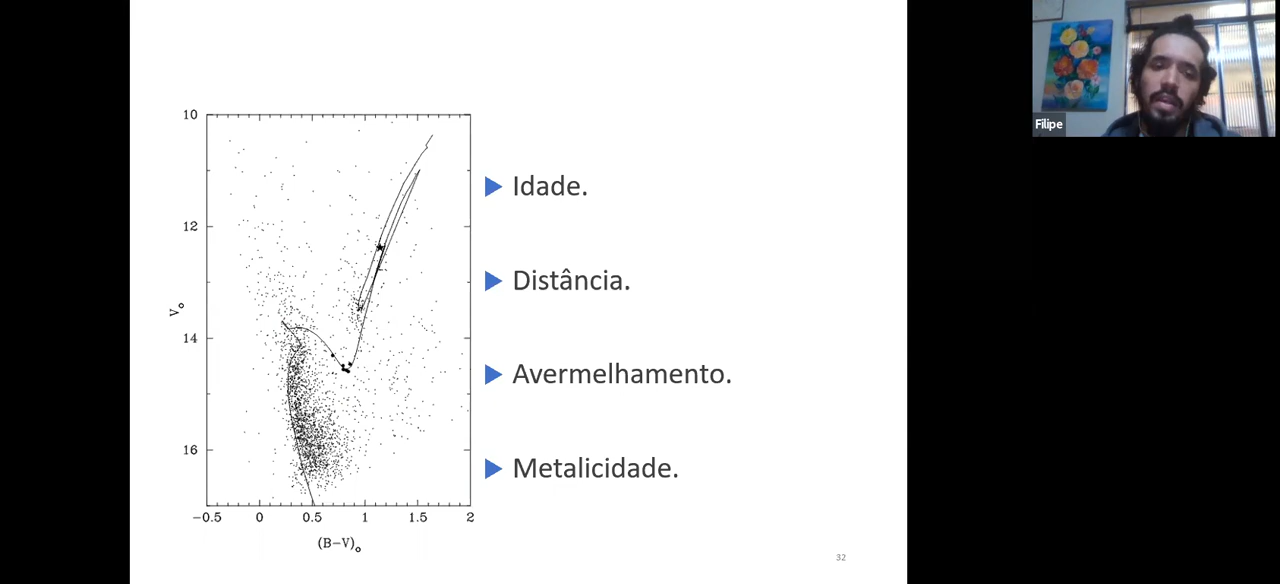 10
12
14
16
V₀
−0.5 0 0.5 1 1.5 2
(B−V)₀
Idade.
Distância.
Avermelhamento.
Metalicidade.
32
Filipe